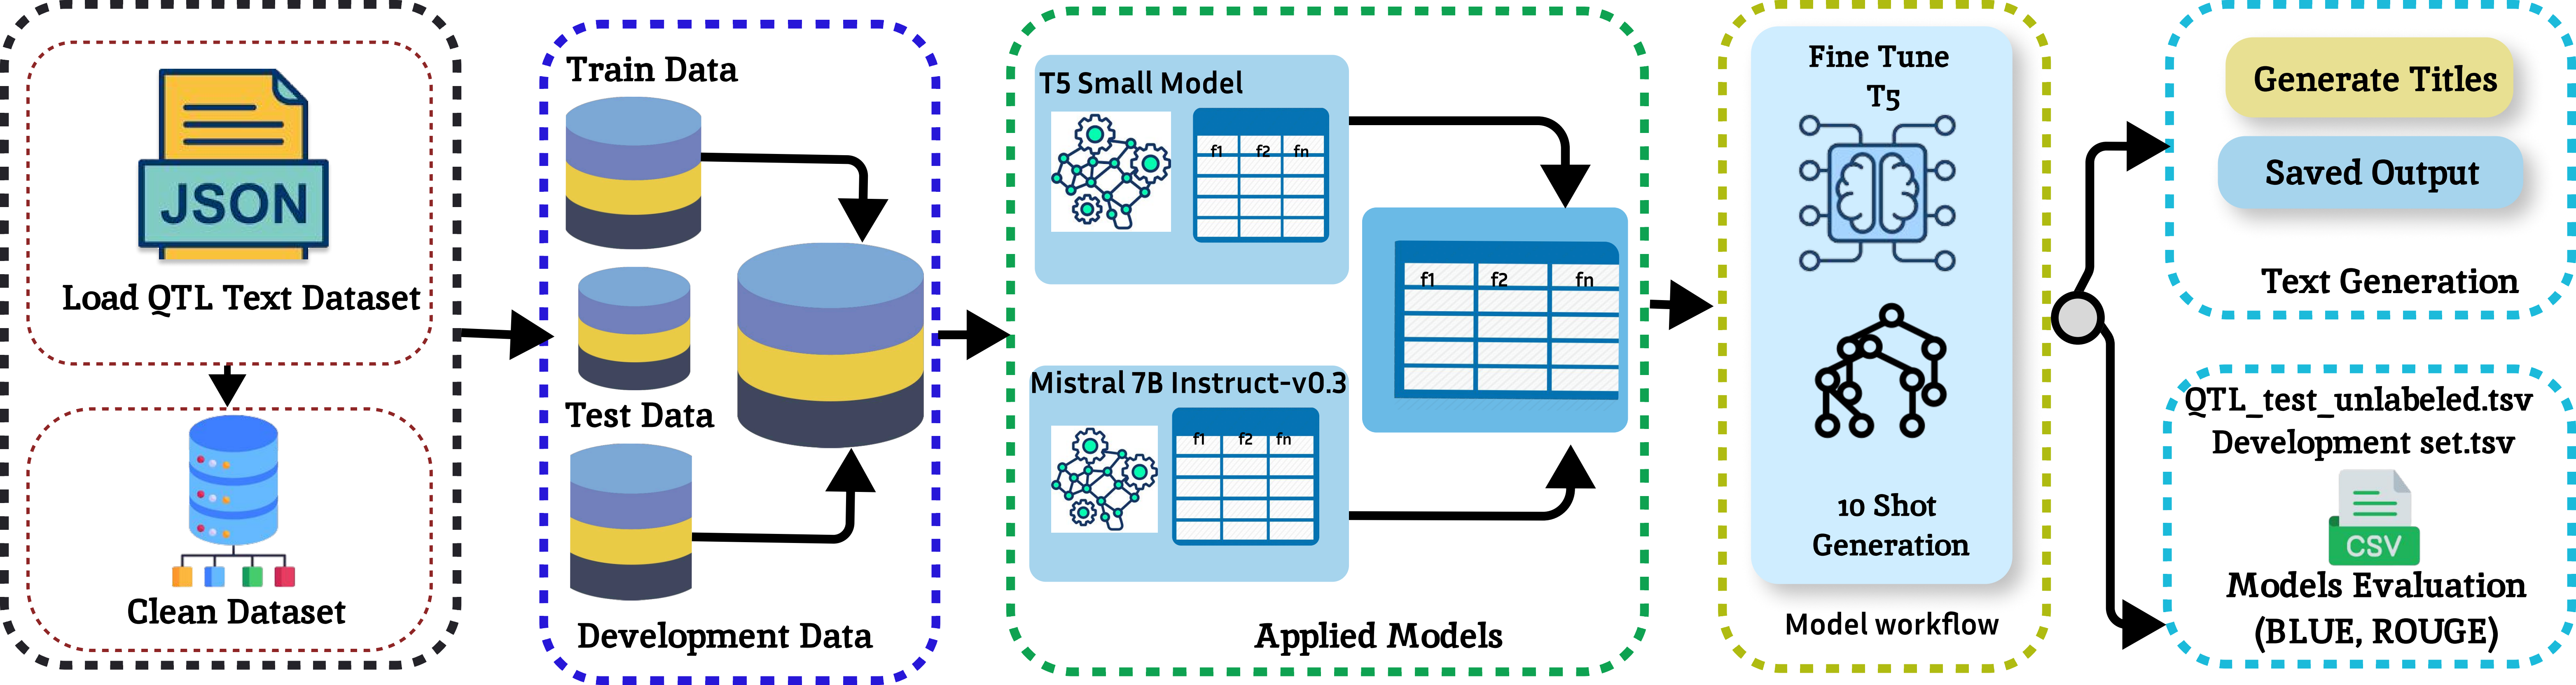 JSON
Load QTL Text Dataset
Clean Dataset
Train Data
Test Data
Development Data
T5 Small Model
f1 f2 fn
Mistral 7B Instruct-v0.3
f1 f2 fn
f1 f2 fn
Applied Models
Fine Tune
T5
10 Shot
Generation
Model workflow
Generate Titles
Saved Output
Text Generation
QTL_test_unlabeled.tsv
Development set.tsv
CSV
Models Evaluation
(BLUE, ROUGE)